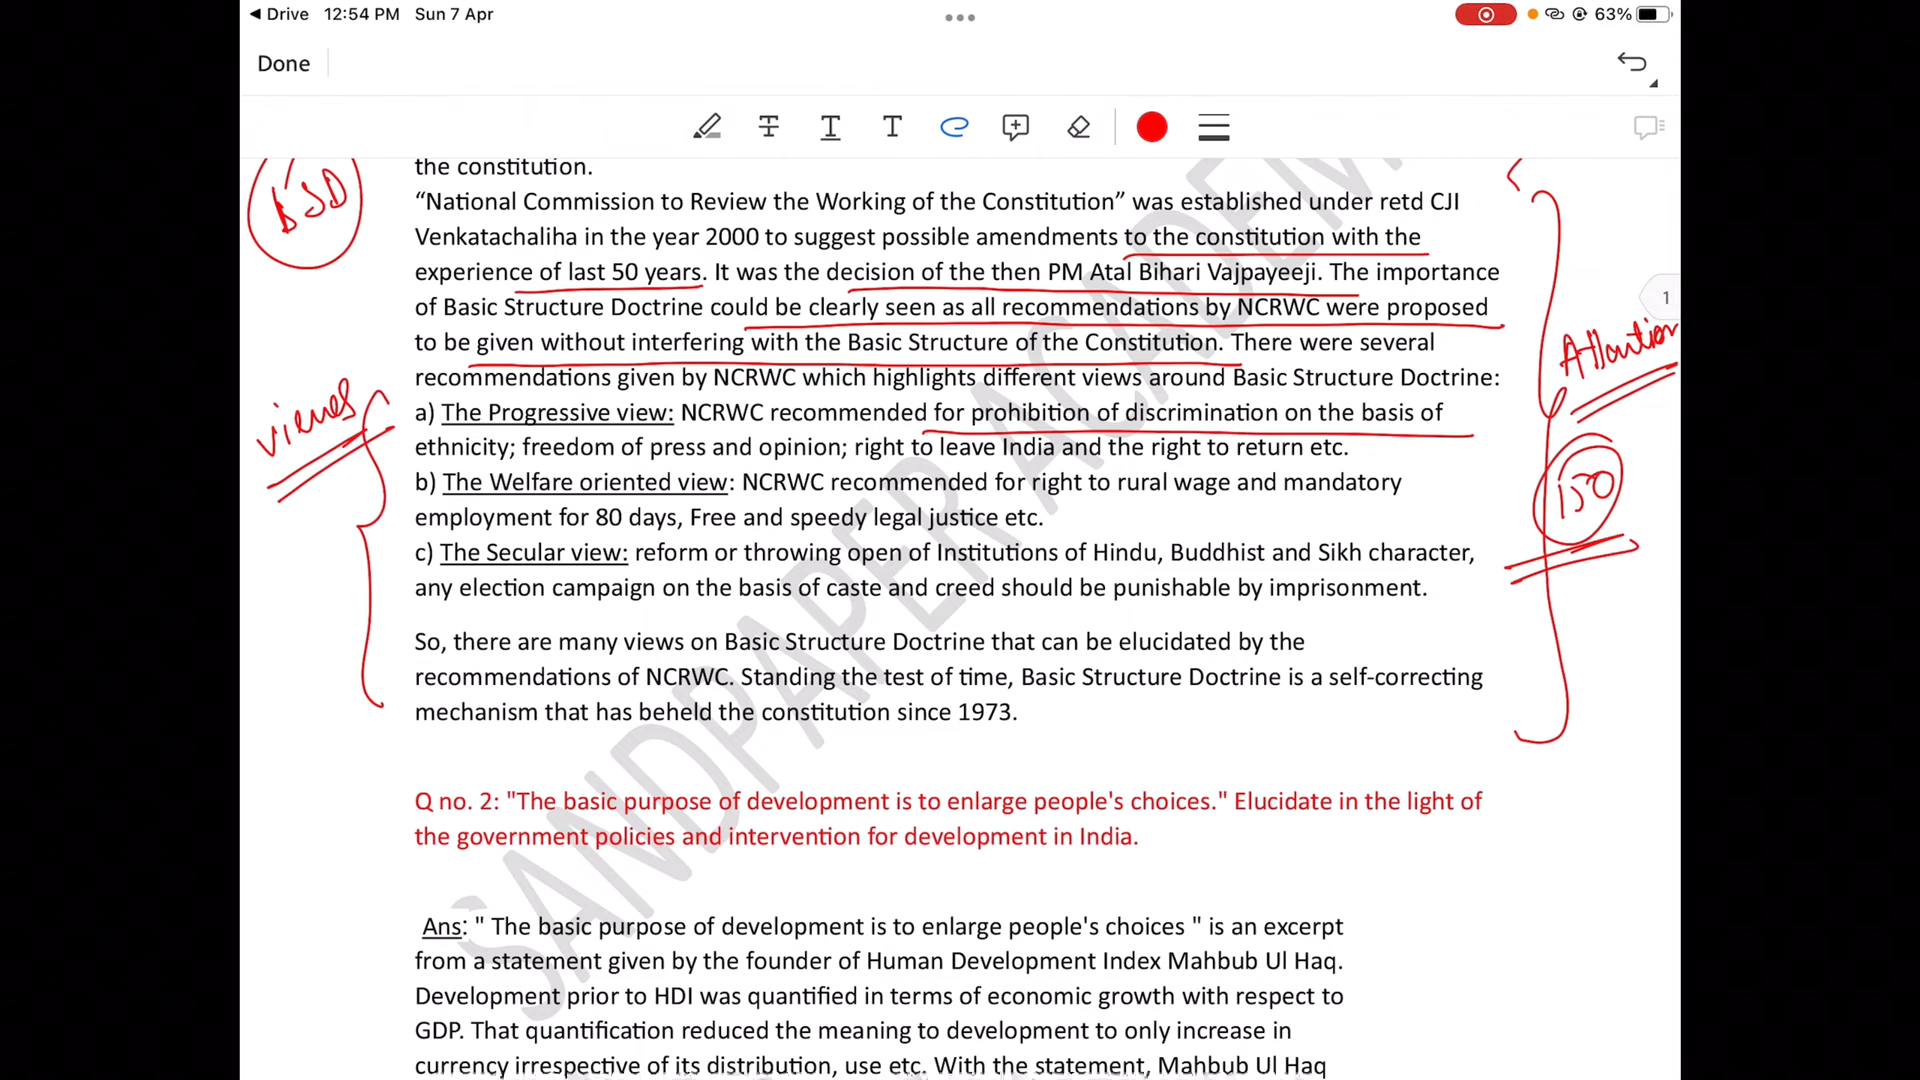 Drive 12:54 PM Sun 7 Apr
63%
Done
T T T
the constitution.
BSD
“National Commission to Review the Working of the Constitution” was established under retd CJI
Venkatachaliha in the year 2000 to suggest possible amendments to the constitution with the
experience of last 50 years. It was the decision of the then PM Atal Bihari Vajpayeeji. The importance
of Basic Structure Doctrine could be clearly seen as all recommendations by NCRWC were proposed
1
to be given without interfering with the Basic Structure of the Constitution. There were several
recommendations given by NCRWC which highlights different views around Basic Structure Doctrine:
views
a) The Progressive view: NCRWC recommended for prohibition of discrimination on the basis of
ethnicity; freedom of press and opinion; right to leave India and the right to return etc.
150
b) The Welfare oriented view: NCRWC recommended for right to rural wage and mandatory
employment for 80 days, Free and speedy legal justice etc.
c) The Secular view: reform or throwing open of Institutions of Hindu, Buddhist and Sikh character,
any election campaign on the basis of caste and creed should be punishable by imprisonment.
So, there are many views on Basic Structure Doctrine that can be elucidated by the
recommendations of NCRWC. Standing the test of time, Basic Structure Doctrine is a self-correcting
mechanism that has beheld the constitution since 1973.
SANDPAPER ACADEM
Q no. 2: "The basic purpose of development is to enlarge people's choices." Elucidate in the light of
the government policies and intervention for development in India.
Ans: " The basic purpose of development is to enlarge people's choices " is an excerpt
from a statement given by the founder of Human Development Index Mahbub Ul Haq.
Development prior to HDI was quantified in terms of economic growth with respect to
GDP. That quantification reduced the meaning to development to only increase in
currency irrespective of its distribution, use etc. With the statement, Mahbub Ul Haq